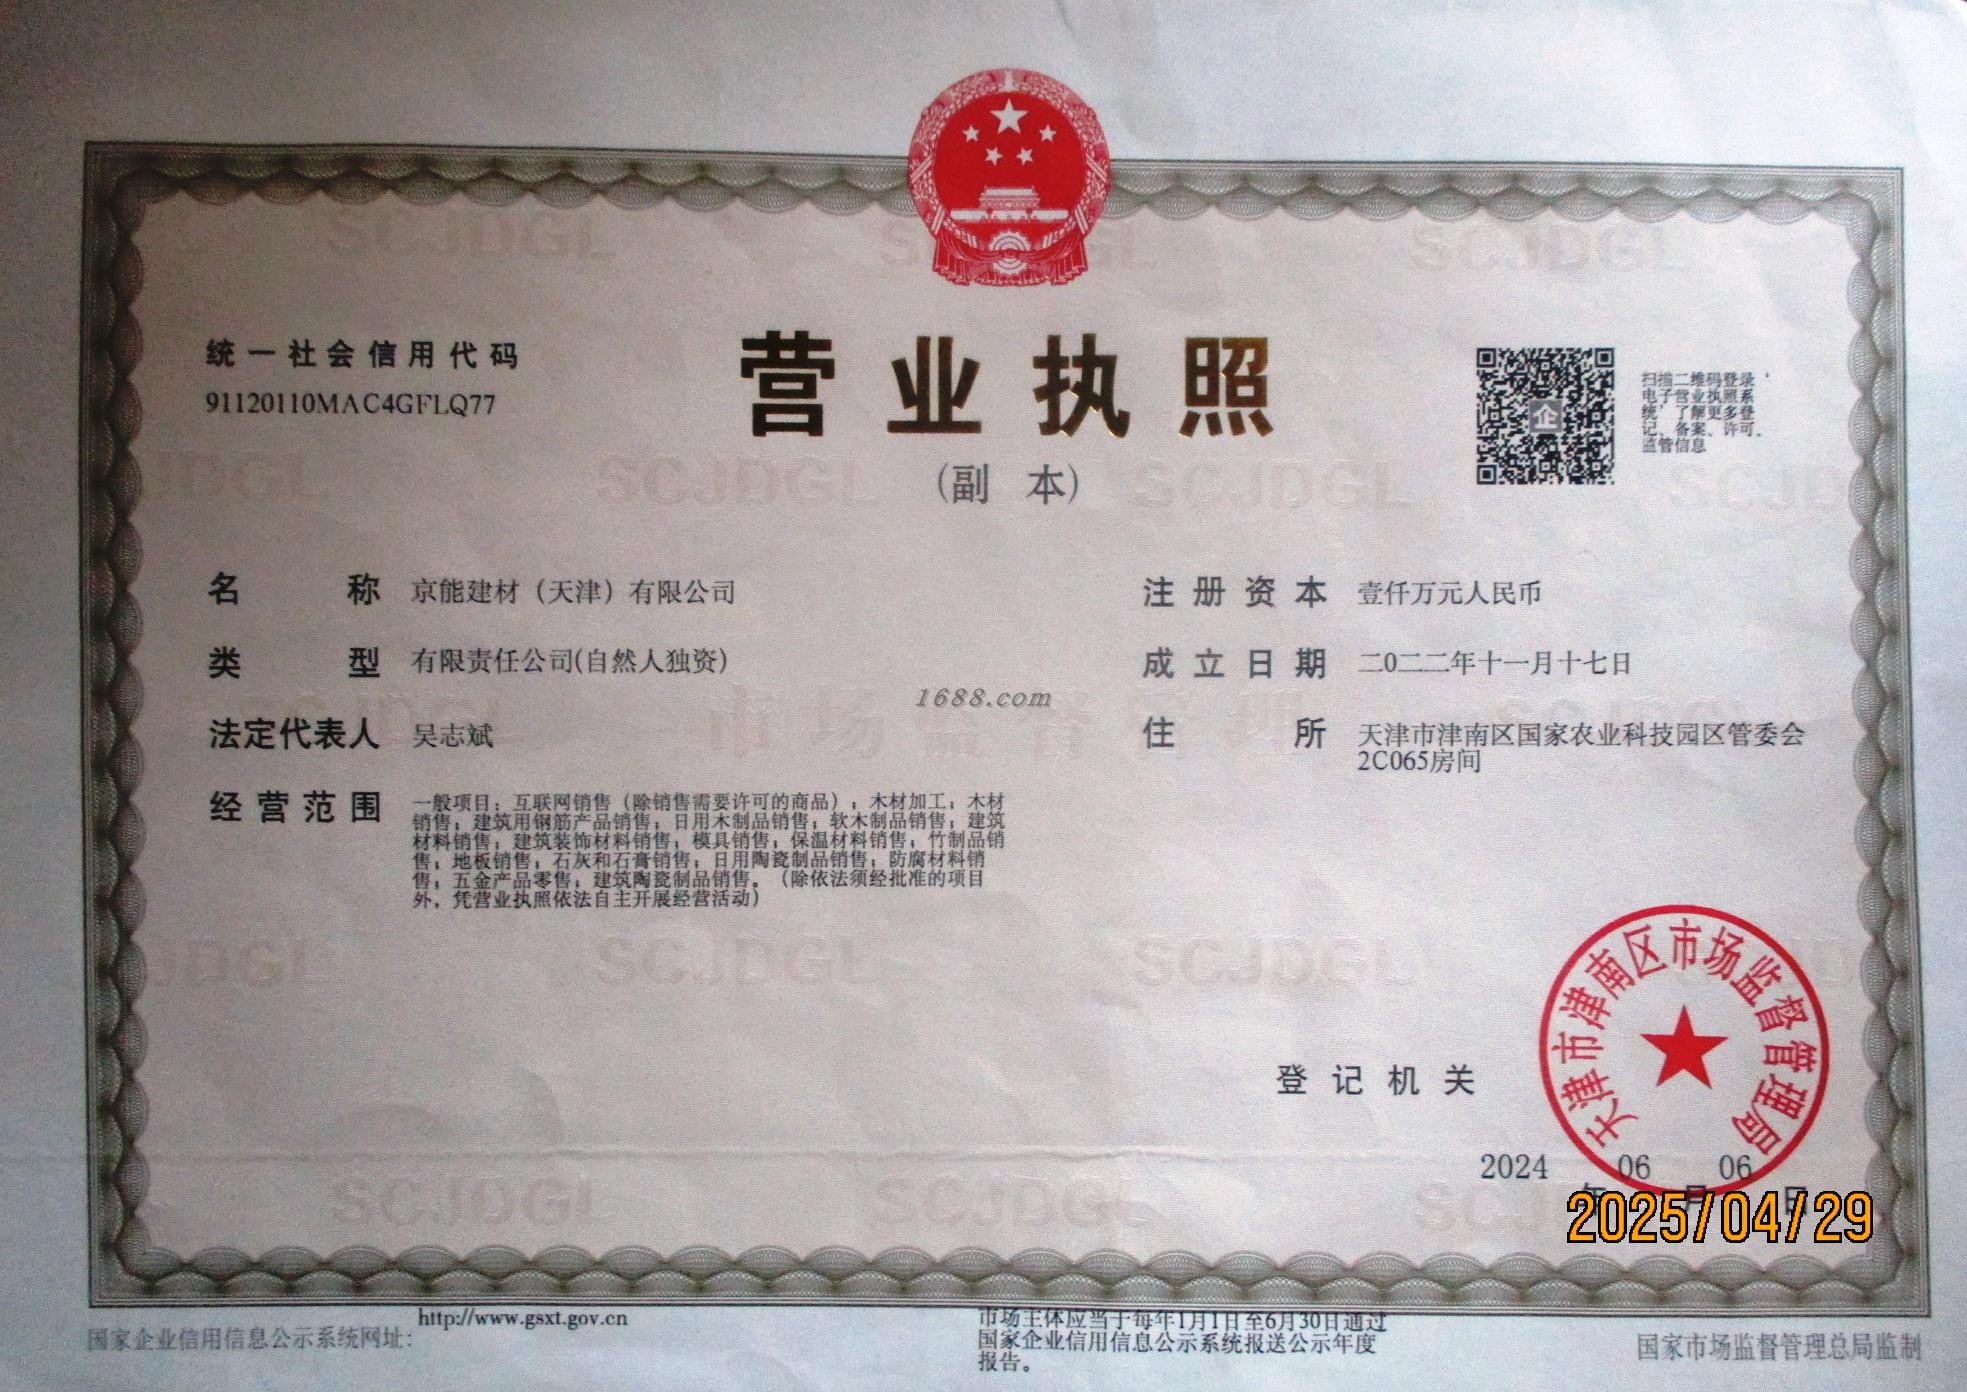 统一社会信用代码
91120110MAC4GFLQ77
营业执照
(副 本)
企
扫描二维码登录'
电子营业执照系
统'了解更多登
记、备案、许可、
监管信息
名 称 京能建材（天津）有限公司
类 型 有限责任公司(自然人独资)
法定代表人 吴志斌
经营范围 一般项目：互联网销售（除销售需要许可的商品）；木材加工；木材
销售；建筑用钢筋产品销售；日用木制品销售；软木制品销售；建筑
材料销售；建筑装饰材料销售；模具销售；保温材料销售；竹制品销
售；地板销售；石灰和石膏销售；日用陶瓷制品销售；防腐材料销
售；五金产品零售；建筑陶瓷制品销售。（除依法须经批准的项目
外，凭营业执照依法自主开展经营活动）
注册资本 壹仟万元人民币
成立日期 二〇二二年十一月十七日
住 所 天津市津南区国家农业科技园区管委会
2C065房间
1688.com
SCJDGL
市场监督管理
登记机关
天津市津南区市场监督管理局
2024 年 06 月 06 日
2025/04/29
国家企业信用信息公示系统网址:
http://www.gsxt.gov.cn
市场主体应当于每年1月1日至6月30日通过
国家企业信用信息公示系统报送公示年度
报告。
国家市场监督管理总局监制